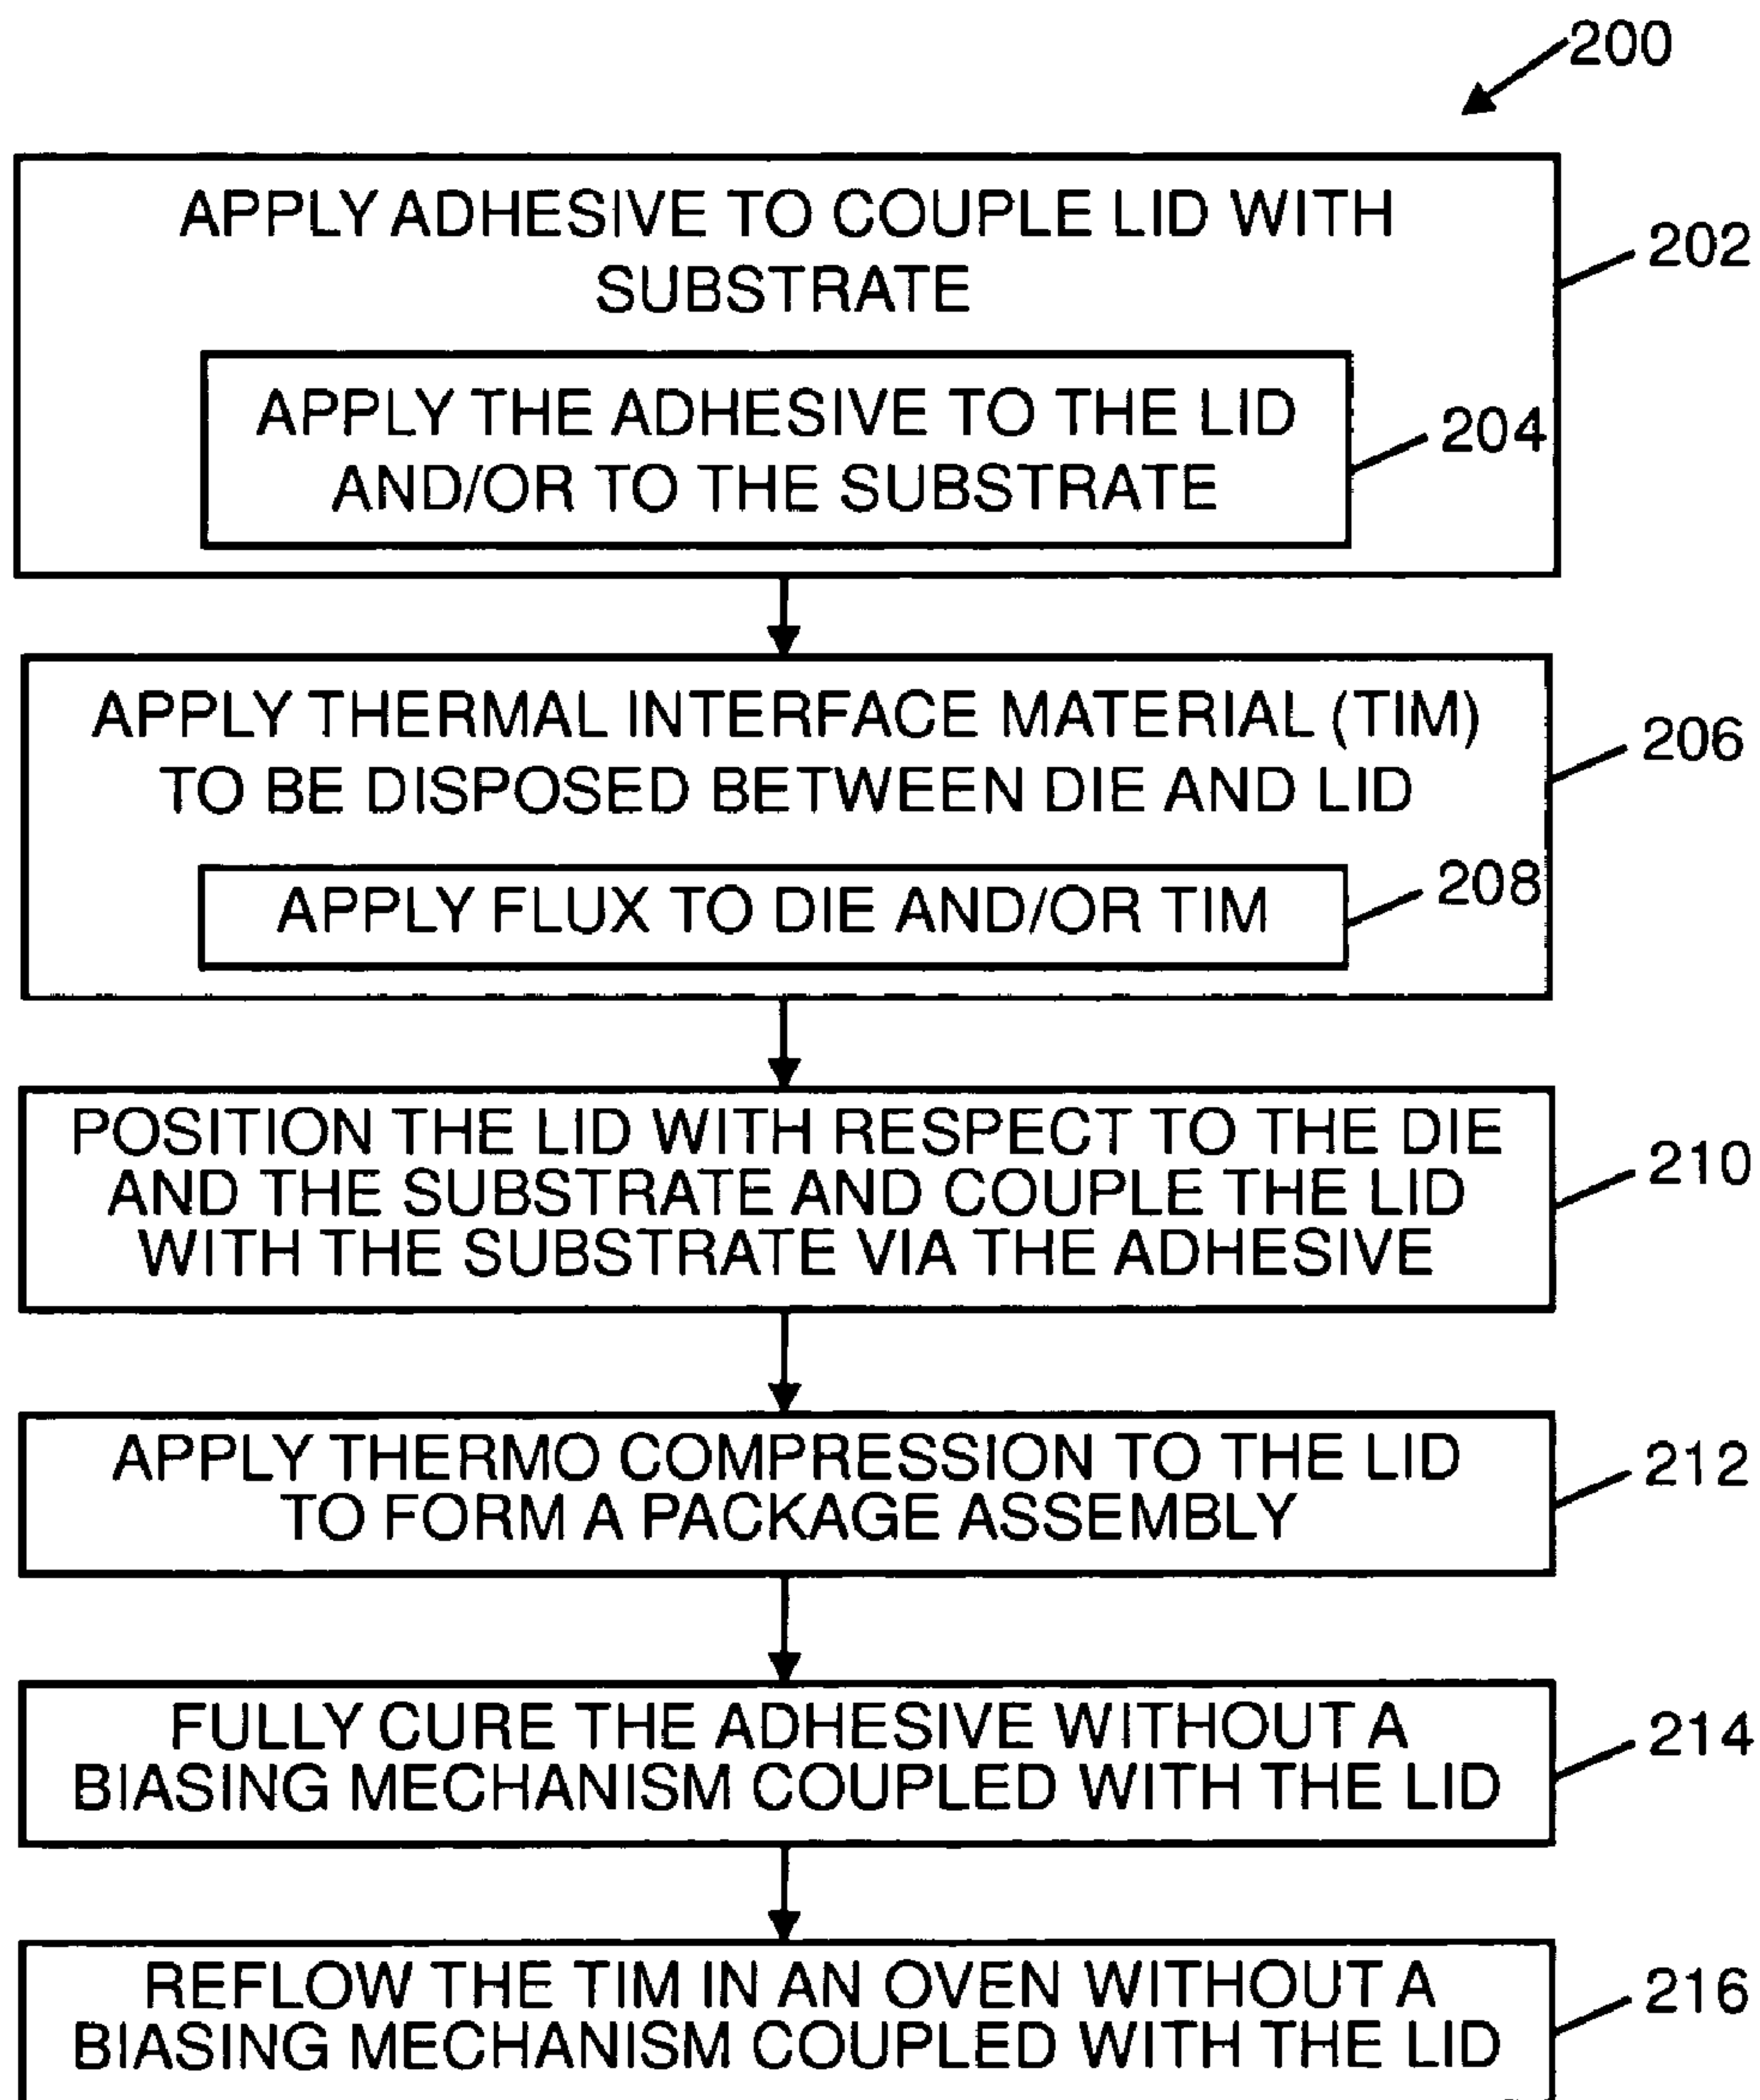 200
APPLY ADHESIVE TO COUPLE LID WITH
SUBSTRATE
202
APPLY THE ADHESIVE TO THE LID
AND/OR TO THE SUBSTRATE
204
APPLY THERMAL INTERFACE MATERIAL (TIM)
TO BE DISPOSED BETWEEN DIE AND LID
206
APPLY FLUX TO DIE AND/OR TIM
208
POSITION THE LID WITH RESPECT TO THE DIE
AND THE SUBSTRATE AND COUPLE THE LID
WITH THE SUBSTRATE VIA THE ADHESIVE
210
APPLY THERMO COMPRESSION TO THE LID
TO FORM A PACKAGE ASSEMBLY
212
FULLY CURE THE ADHESIVE WITHOUT A
BIASING MECHANISM COUPLED WITH THE LID
214
REFLOW THE TIM IN AN OVEN WITHOUT A
BIASING MECHANISM COUPLED WITH THE LID
216